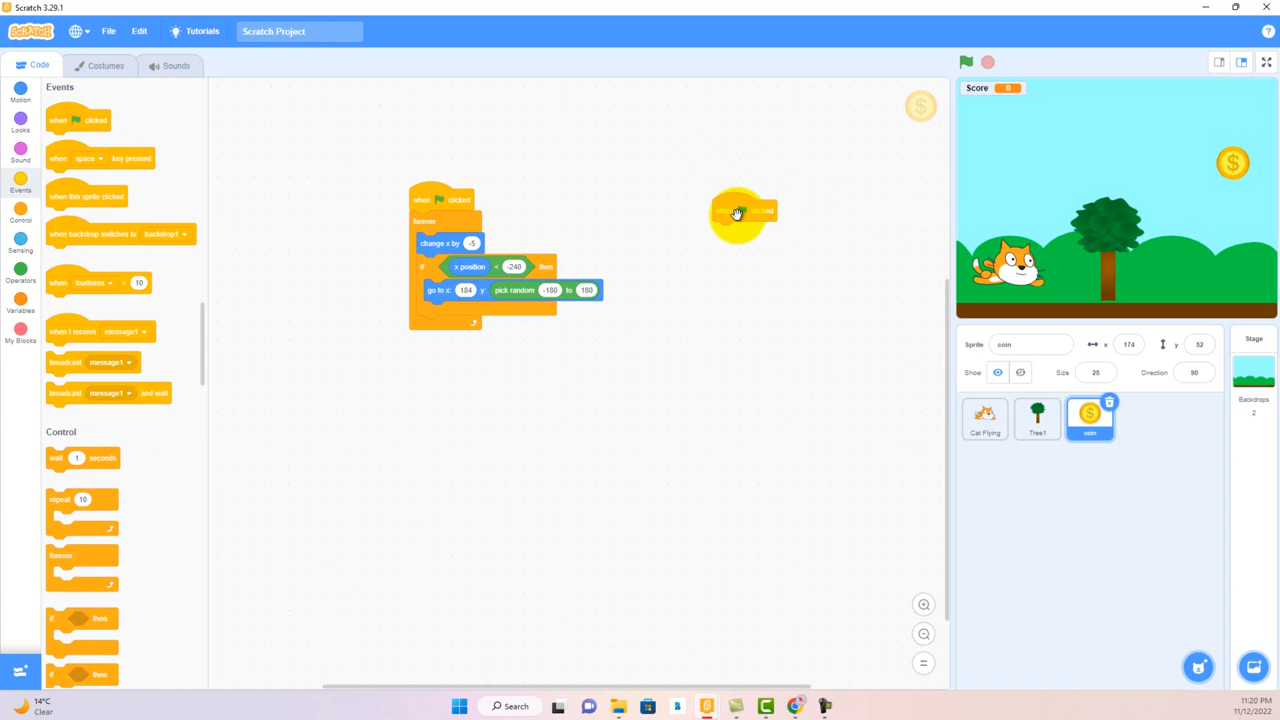 Scratch 3.29.1
SCRATCH
File
Edit
Tutorials
Scratch Project
Code
Costumes
Sounds
Motion
Looks
Sound
Events
Control
Sensing
Operators
Variables
My Blocks
Events
when clicked
when space key pressed
when this sprite clicked
when backdrop switches to backdrop1
when loudness > 10
when I receive message1
broadcast message1
broadcast message1 and wait
Control
wait 1 seconds
repeat 10
forever
if then
if then
when clicked
forever
change x by -5
if x position < -240 then
go to x: 184 y: pick random -180 to 180
when clicked
Score 0
Sprite coin x 174 y 52
Show Size 25 Direction 90
Cat Flying
Tree1
coin
Stage
Backdrops
2
14°C
Clear
Search
11:20 PM
11/12/2022